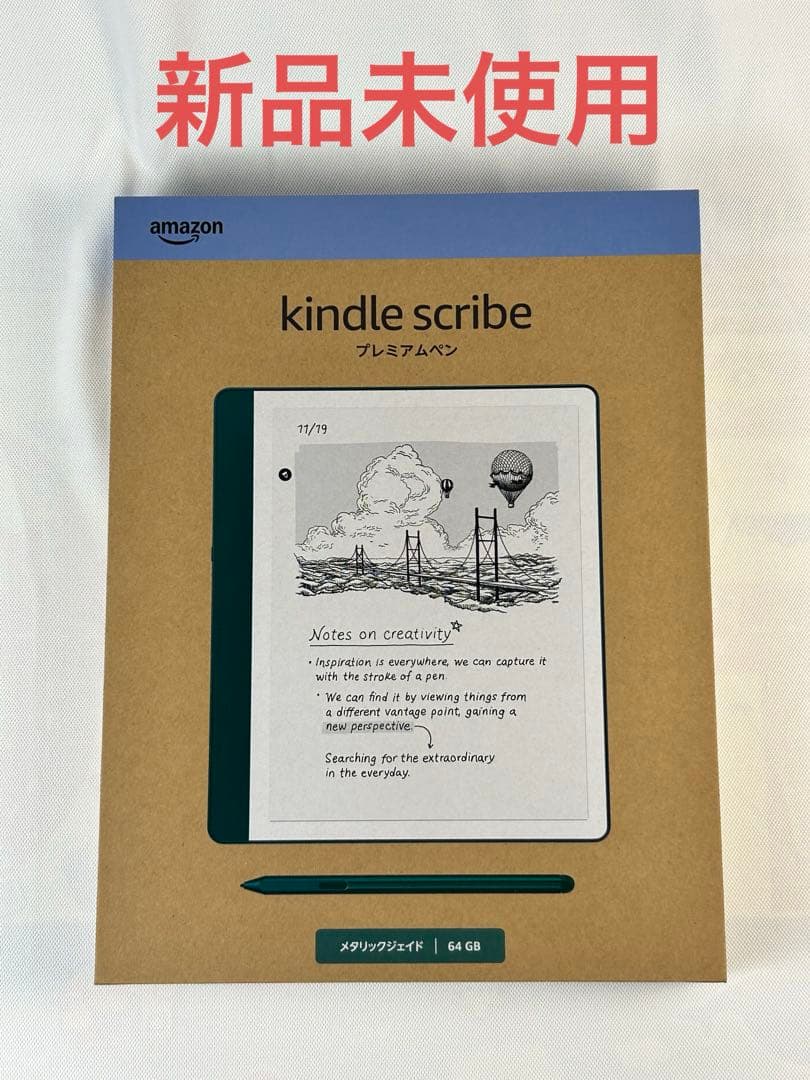 新品未使用
amazon
kindle scribe
プレミアムペン
11/19
Notes on creativity
• Inspiration is everywhere, we can capture it
with the stroke of a pen.
• We can find it by viewing things from
a different vantage point, gaining a
new perspective.
Searching for the extraordinary
in the everyday.
メタリックジェイド | 64 GB